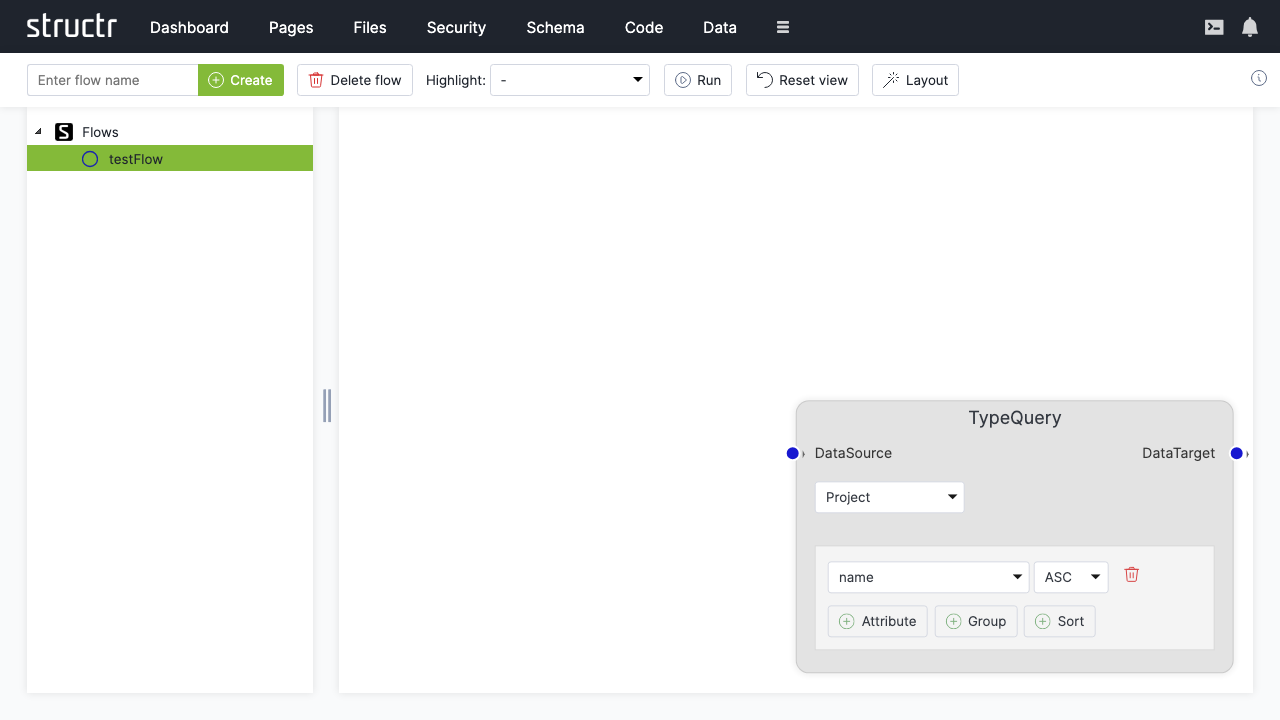 structr Dashboard Pages Files Security Schema Code Data
Enter flow name Create Delete flow Highlight: - Run Reset view Layout
Flows
testFlow
TypeQuery
DataSource DataTarget
Project
name ASC
Attribute Group Sort